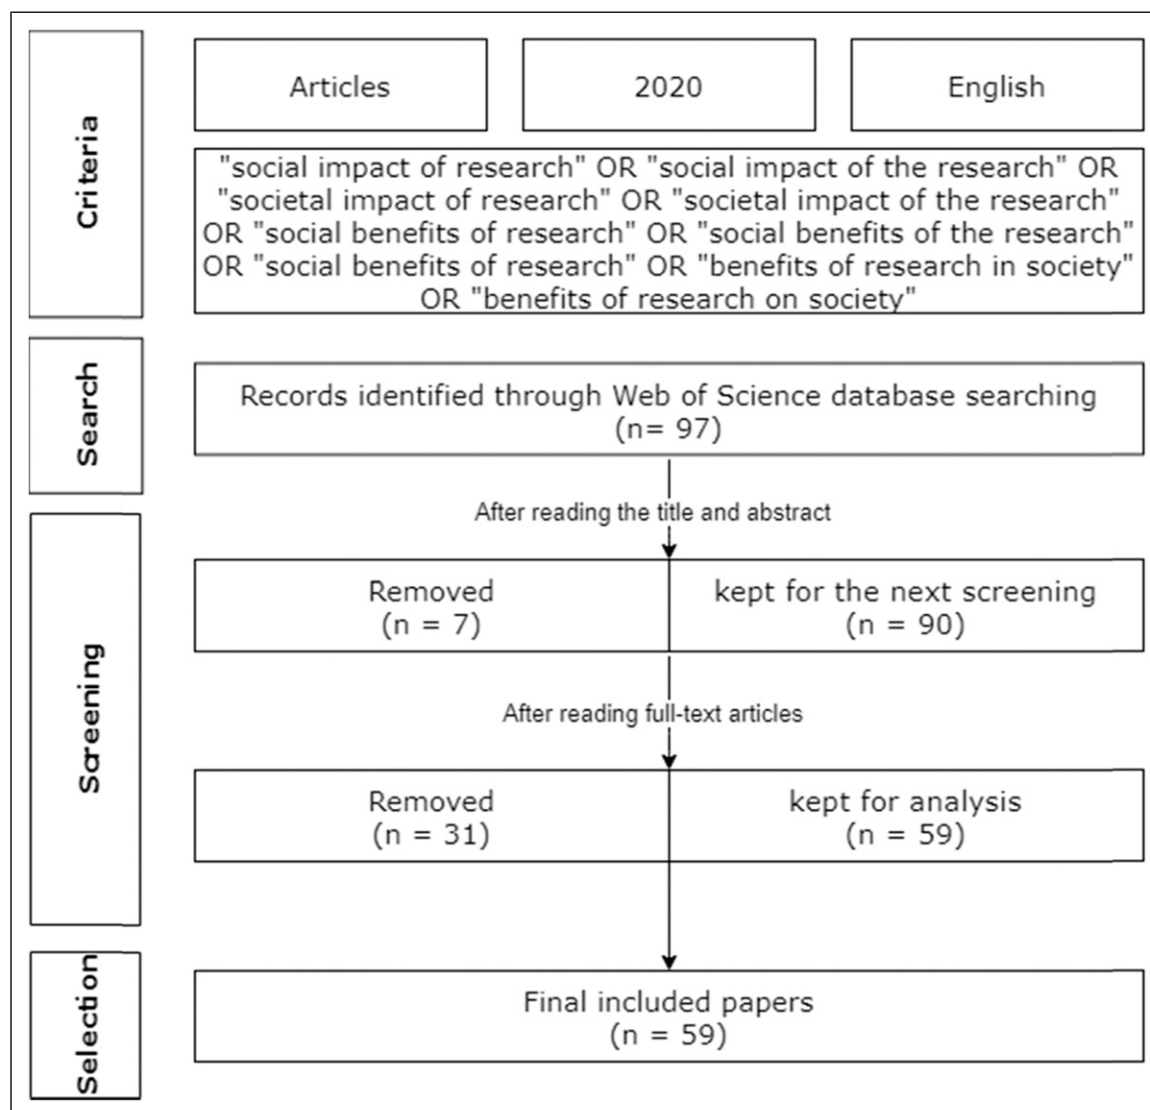 Criteria
Articles
2020
English
"social impact of research" OR "social impact of the research" OR
"societal impact of research" OR "societal impact of the research"
OR "social benefits of research" OR "social benefits of the research"
OR "social benefits of research" OR "benefits of research in society"
OR "benefits of research on society"
Search
Records identified through Web of Science database searching
(n= 97)
After reading the title and abstract
Screening
Removed
(n = 7)
kept for the next screening
(n = 90)
After reading full-text articles
Removed
(n = 31)
kept for analysis
(n = 59)
Selection
Final included papers
(n = 59)